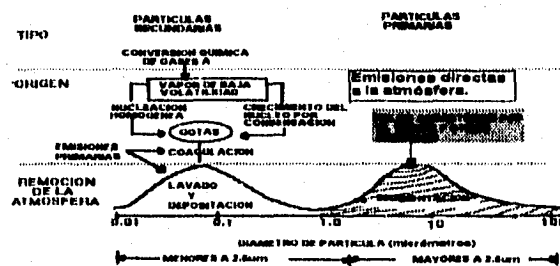 TIPO
PARTICULAS
SECUNDARIAS
PARTICULAS
PRIMARIAS
CONVERSION QUIMICA
DE GASES A
ORIGEN
VAPOR DE BAJA
VOLATILIDAD
Emisiones directas
a la atmósfera.
NUCLEACION
HOMOGENEA
CRECIMIENTO DEL
NUCLEO POR
CONDENSACION
GOTAS
EMISIONES
PRIMARIAS
COAGULACION
REMOCION
DE LA
ATMOSFERA
LAVADO
Y
DEPOSITACION
SEDIMENTACION
0.01
0.1
1.0
10
DIAMETRO DE PARTICULA (micrómetros)
MENORES A 2.5um
MAYORES A 2.5um